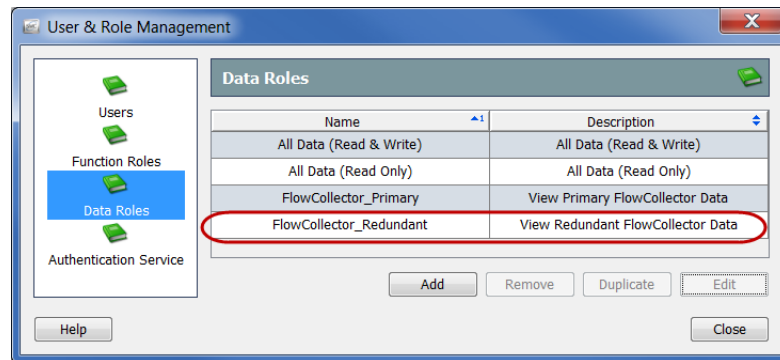 User & Role Management
Users
Function Roles
Data Roles
Authentication Service
Data Roles
Name 1 Description
All Data (Read & Write) All Data (Read & Write)
All Data (Read Only) All Data (Read Only)
FlowCollector_Primary View Primary FlowCollector Data
FlowCollector_Redundant View Redundant FlowCollector Data
Add Remove Duplicate Edit
Help Close